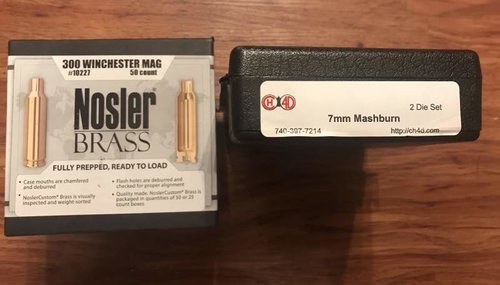 300 WINCHESTER MAG
#10227 50 count
Nosler
BRASS
FULLY PREPPED, READY TO LOAD
• Case mouths are chamfered and deburred
• NoslerCustom® Brass is visually inspected and weight-sorted
• Flash holes are deburred and checked for proper alignment
• Quality made, NoslerCustom® Brass is packaged in quantities of 50 or 25 count boxes
CH4D
2 Die Set
7mm Mashburn
740-397-7214 http://ch4d.com